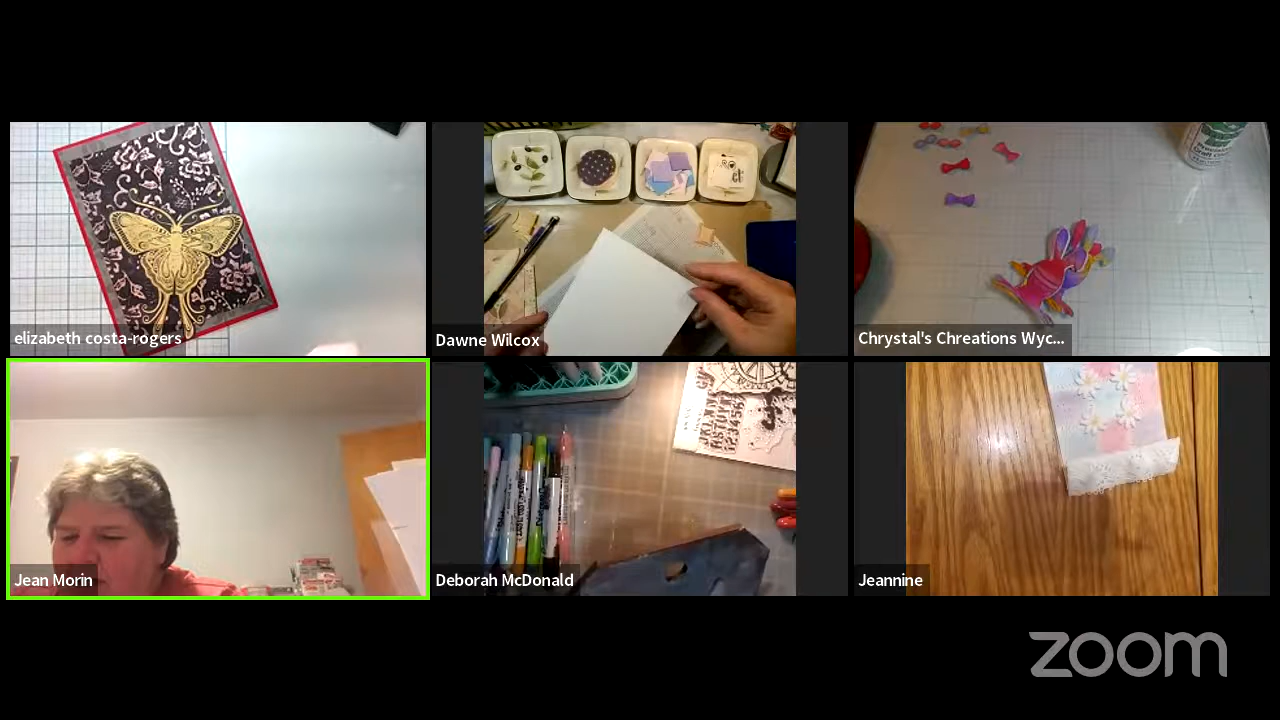 elizabeth costa-rogers
Dawne Wilcox
Chrystal's Chreations Wyc...
Jean Morin
Deborah McDonald
Jeannine
zoom